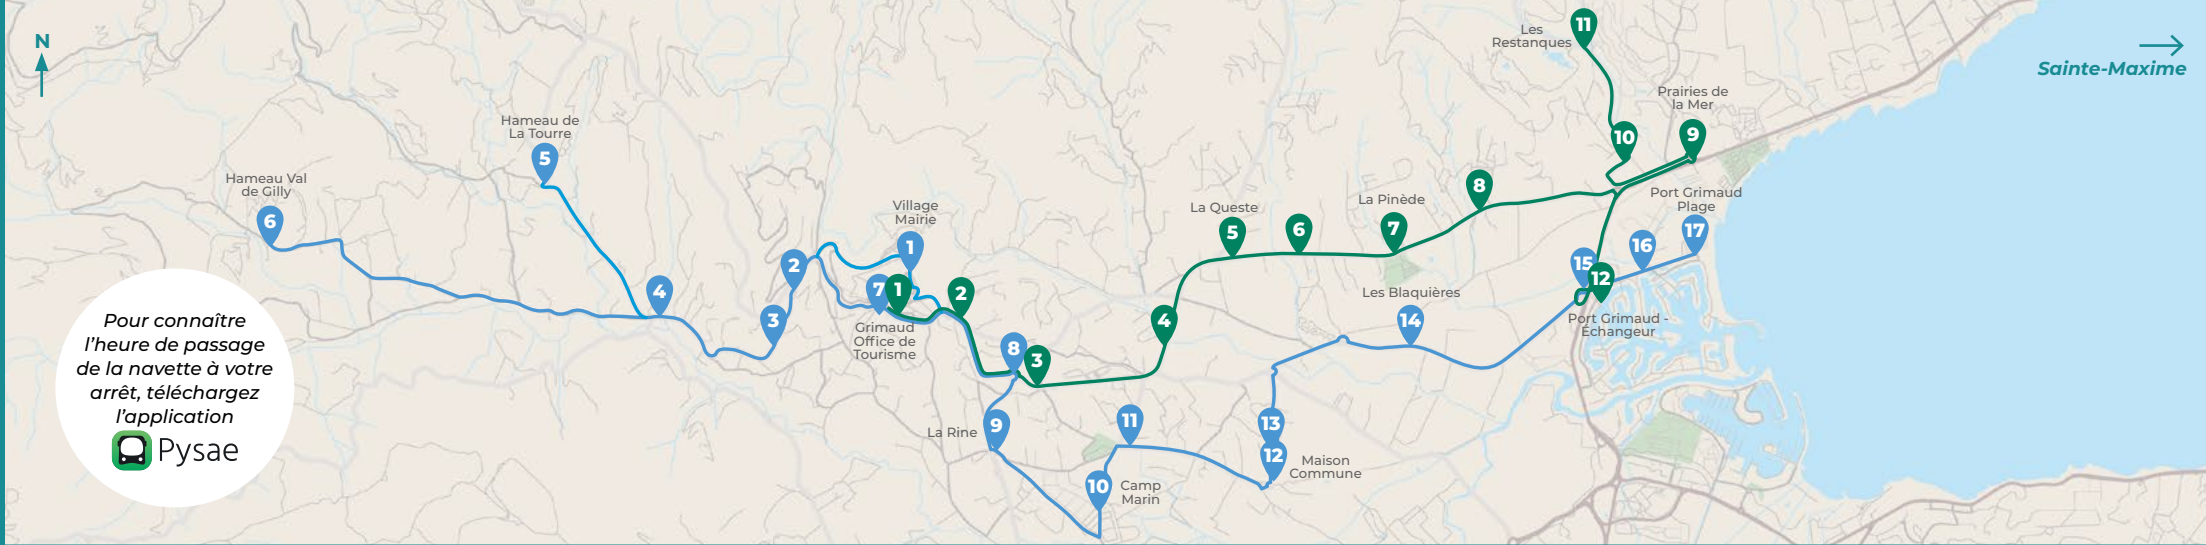 N
Sainte-Maxime
Hameau Val
de Gilly
6
Hameau de
La Tourre
5
4
3
2
Village
Mairie
1
7
1
2
Grimaud
Office de
Tourisme
8
3
La Rine
9
10
Camp
Marin
11
4
La Queste
5
6
La Pinède
7
8
Les
Restanques
11
10
Prairies de
la Mer
9
Port Grimaud
Plage
17
16
15
12
Port Grimaud -
Échangeur
Les Blaquières
14
13
12
Maison
Commune
Pour connaître
l’heure de passage
de la navette à votre
arrêt, téléchargez
l’application
Pysae